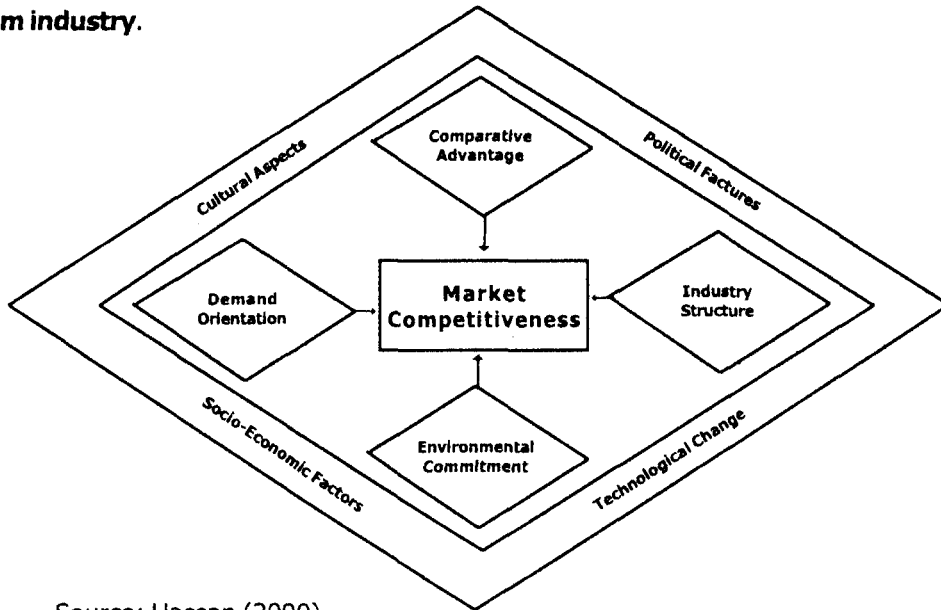 m industry.
Cultural Aspects
Political Factures
Comparative
Advantage
Demand
Orientation
Market
Competitiveness
Industry
Structure
Environmental
Commitment
Socio-Economic Factors
Technological Change
Source: Hassan (2000)